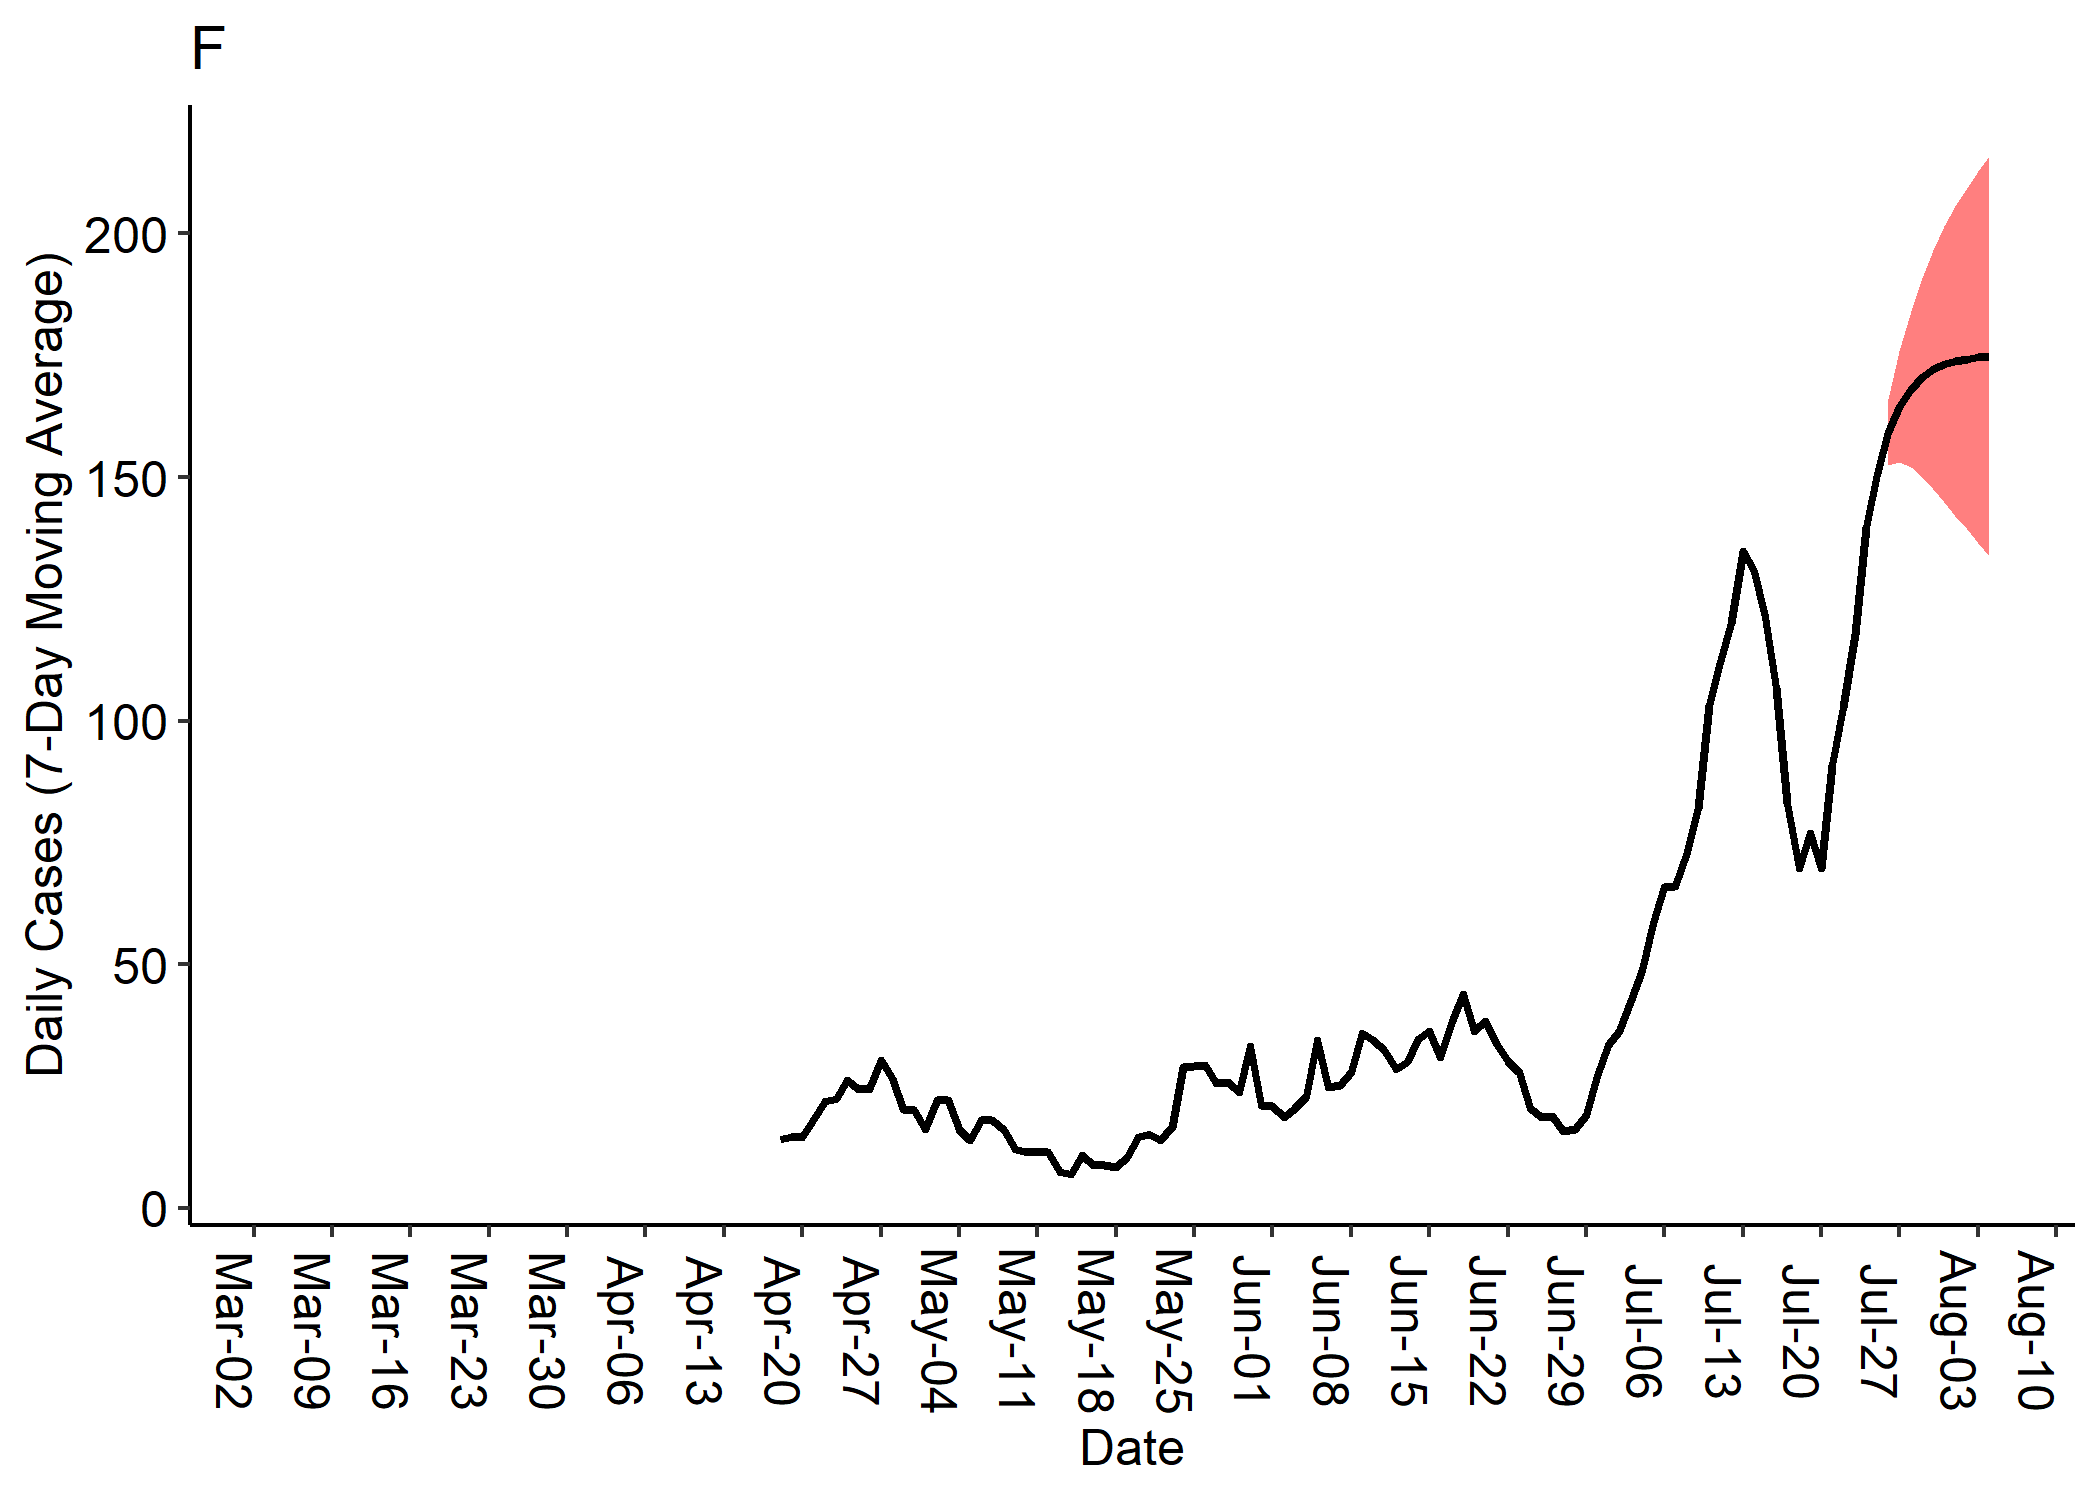 F
Daily Cases (7-Day Moving Average)
200
150
100
50
0
Mar-02
Mar-09
Mar-16
Mar-23
Mar-30
Apr-06
Apr-13
Apr-20
Apr-27
May-04
May-11
May-18
May-25
Jun-01
Jun-08
Jun-15
Jun-22
Jun-29
Jul-06
Jul-13
Jul-20
Jul-27
Aug-03
Aug-10
Date